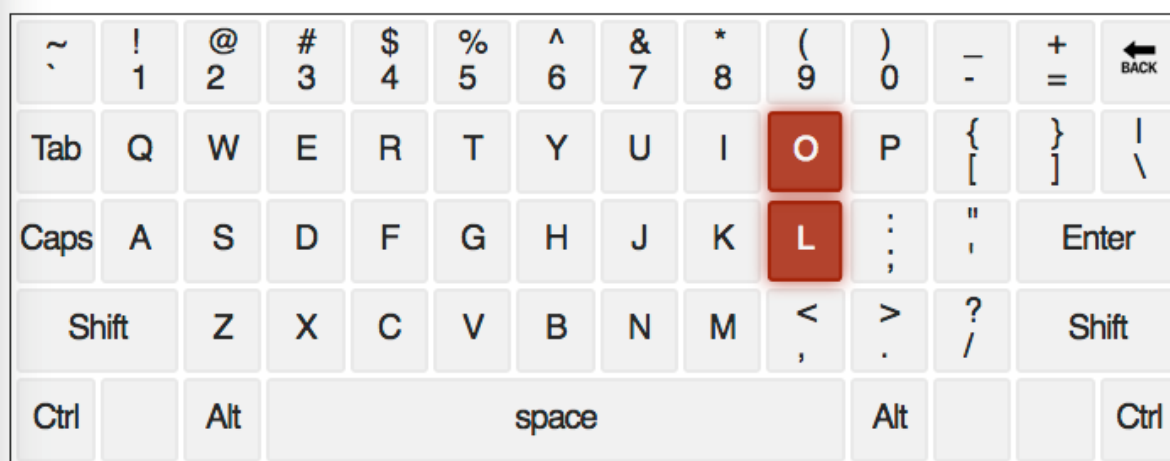 ~ ! @ # $ % ^ & * ( ) _ +
` 1 2 3 4 5 6 7 8 9 0 - = BACK
Tab Q W E R T Y U I O P { [ } ] | \
Caps A S D F G H J K L : ; " ' Enter
Shift Z X C V B N M < , > . ? / Shift
Ctrl Alt space Alt Ctrl